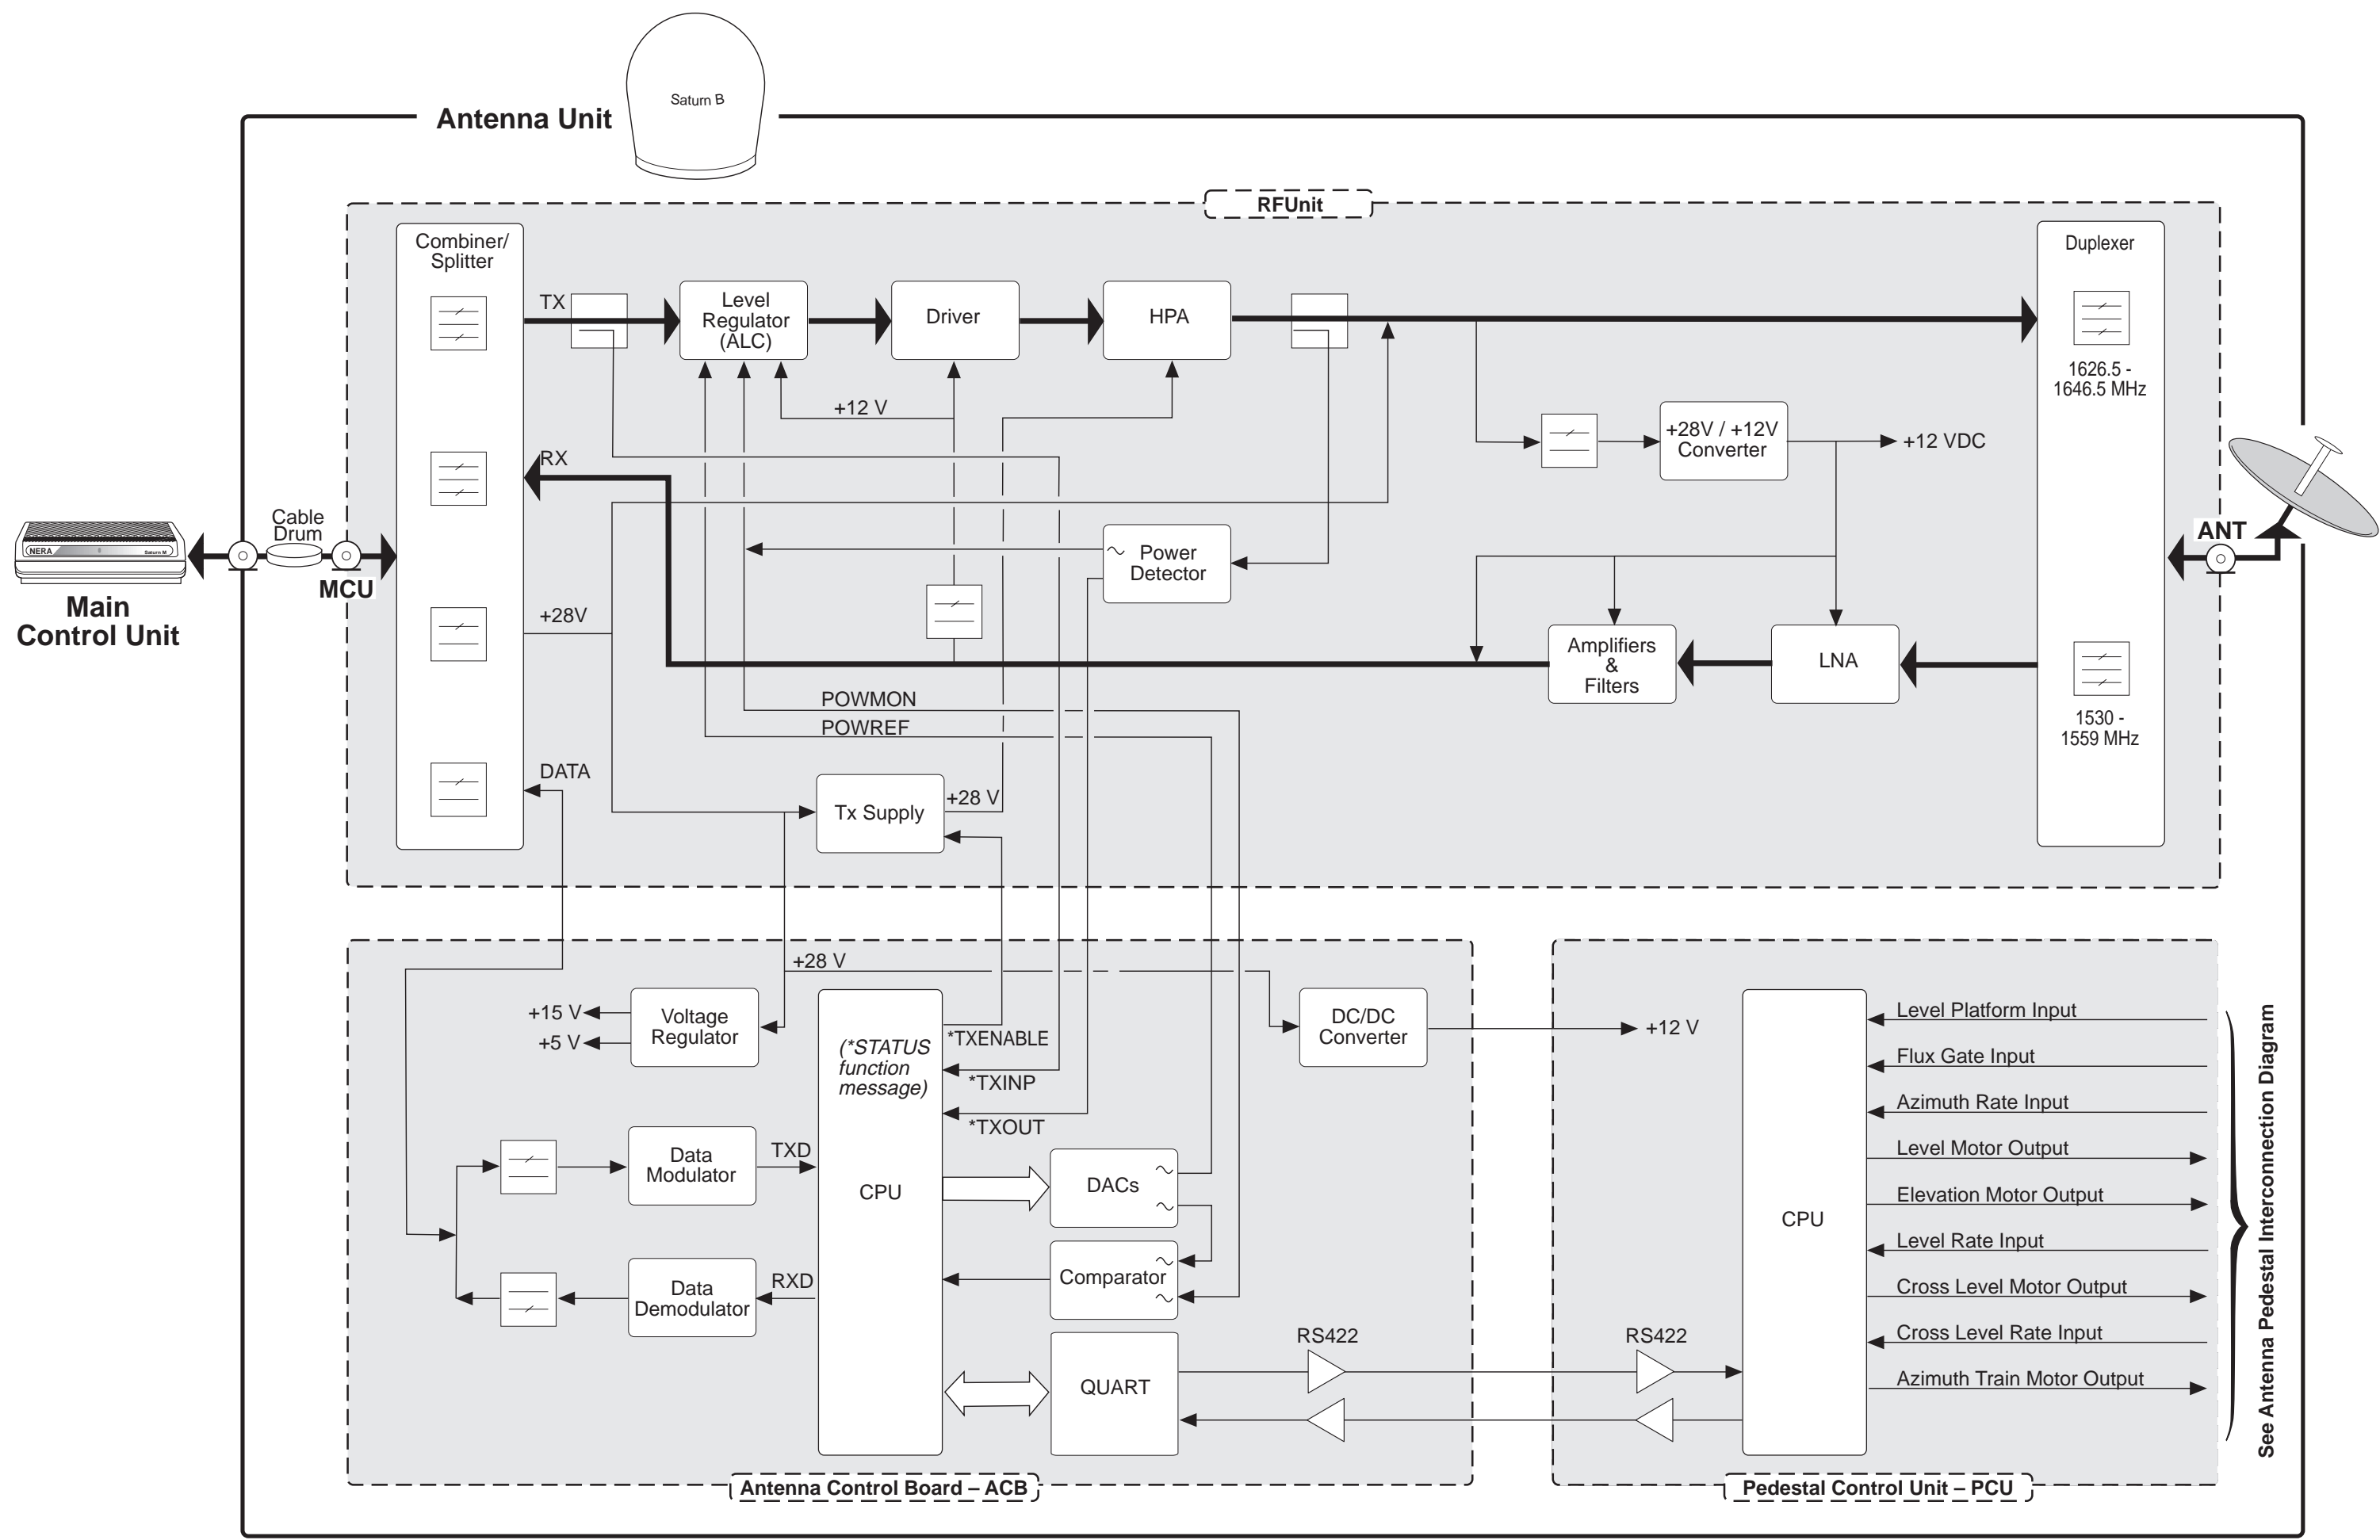 Saturn B
Antenna Unit
RFUnit
Combiner/
Splitter
Duplexer
TX
Level
Regulator
(ALC)
Driver
HPA
1626.5 -
1646.5 MHz
+12 V
+28V / +12V
Converter
+12 VDC
RX
Cable
Drum
NERA
Saturn M
MCU
Main
Control Unit
ANT
Power
Detector
+28V
Amplifiers
&
Filters
LNA
POWMON
POWREF
1530 -
1559 MHz
DATA
Tx Supply
+28 V
+28 V
+15 V
+5 V
Voltage
Regulator
(*STATUS
function
message)
*TXENABLE
*TXINP
*TXOUT
DC/DC
Converter
+12 V
Data
Modulator
TXD
CPU
DACs
Data
Demodulator
RXD
Comparator
QUART
RS422
RS422
CPU
Level Platform Input
Flux Gate Input
Azimuth Rate Input
Level Motor Output
Elevation Motor Output
Level Rate Input
Cross Level Motor Output
Cross Level Rate Input
Azimuth Train Motor Output
See Antenna Pedestal Interconnection Diagram
Antenna Control Board – ACB
Pedestal Control Unit – PCU